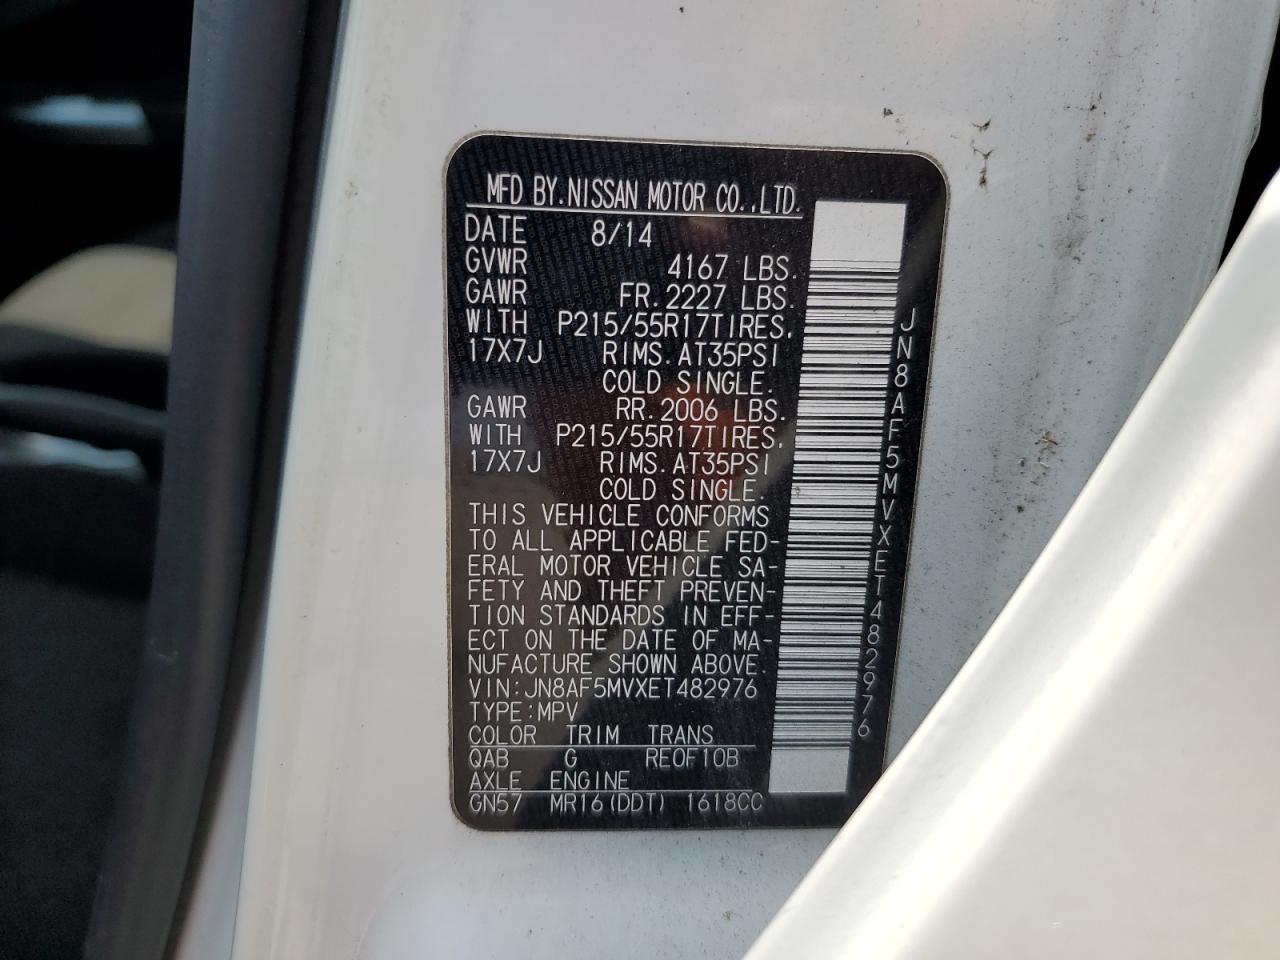 MFD BY.NISSAN MOTOR CO.,LTD.
DATE 8/14
GVWR 4167 LBS.
GAWR FR.2227 LBS.
WITH P215/55R17TIRES,
17X7J RIMS.AT35PSI
COLD SINGLE.
GAWR RR.2006 LBS.
WITH P215/55R17TIRES,
17X7J RIMS.AT35PSI
COLD SINGLE.
THIS VEHICLE CONFORMS
TO ALL APPLICABLE FED-
ERAL MOTOR VEHICLE SA-
FETY AND THEFT PREVEN-
TION STANDARDS IN EFF-
ECT ON THE DATE OF MA-
NUFACTURE SHOWN ABOVE.
VIN:JN8AF5MVXET482976
TYPE:MPV
COLOR TRIM TRANS
QAB G RE0F10B
AXLE ENGINE
GN57 MR16(DDT) 1618CC
JN8AF5MVXET482976